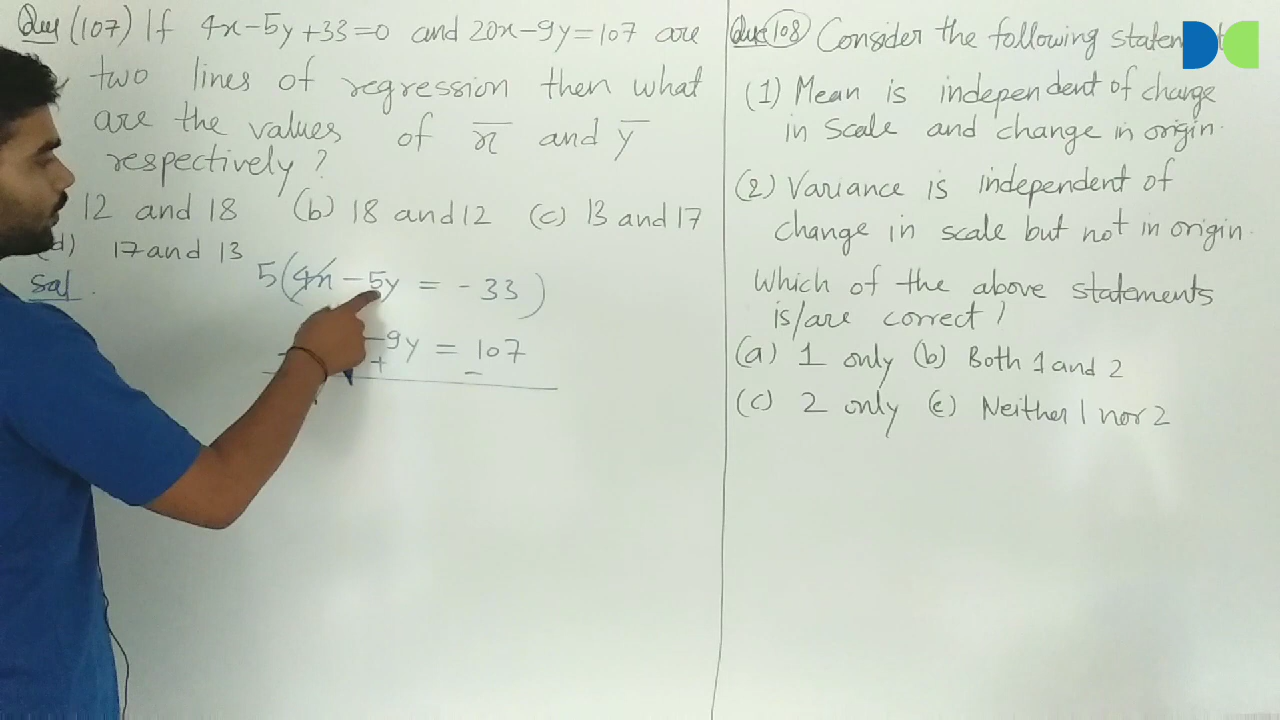 Que (107) If 4x-5y+33=0 and 20x-9y=107 are
two lines of regression then what
are the values of x̅ and y̅
respectively?
12 and 18 (b) 18 and 12 (c) 13 and 17
(d) 17 and 13
Sol.
5(4x - 5y = -33)
-9y = 107
- + -
Que (108) Consider the following statement
(1) Mean is independent of change
in scale and change in origin.
(2) Variance is independent of
change in scale but not in origin.
Which of the above statements
is/are correct?
(a) 1 only (b) Both 1 and 2
(c) 2 only (c) Neither 1 nor 2